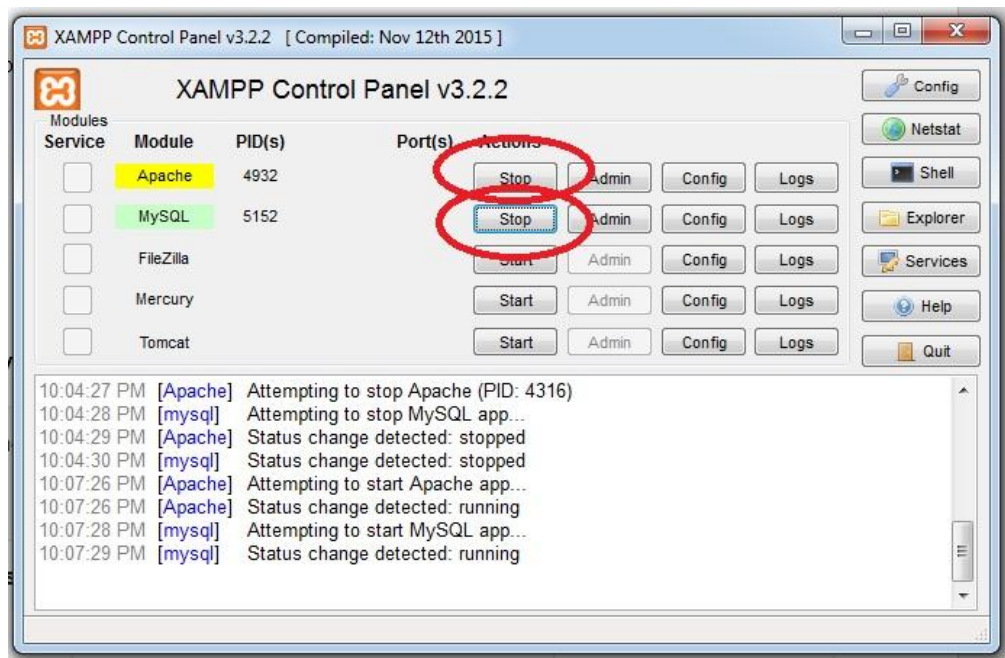 XAMPP Control Panel v3.2.2 [ Compiled: Nov 12th 2015 ]
XAMPP Control Panel v3.2.2
Config
Modules
Service Module PID(s) Port(s) Actions
Netstat
Apache 4932 Stop Admin Config Logs
Shell
MySQL 5152 Stop Admin Config Logs
Explorer
FileZilla Start Admin Config Logs
Services
Mercury Start Admin Config Logs
Help
Tomcat Start Admin Config Logs
Quit
10:04:27 PM [Apache] Attempting to stop Apache (PID: 4316)
10:04:28 PM [mysql] Attempting to stop MySQL app...
10:04:29 PM [Apache] Status change detected: stopped
10:04:30 PM [mysql] Status change detected: stopped
10:07:26 PM [Apache] Attempting to start Apache app...
10:07:26 PM [Apache] Status change detected: running
10:07:28 PM [mysql] Attempting to start MySQL app...
10:07:29 PM [mysql] Status change detected: running